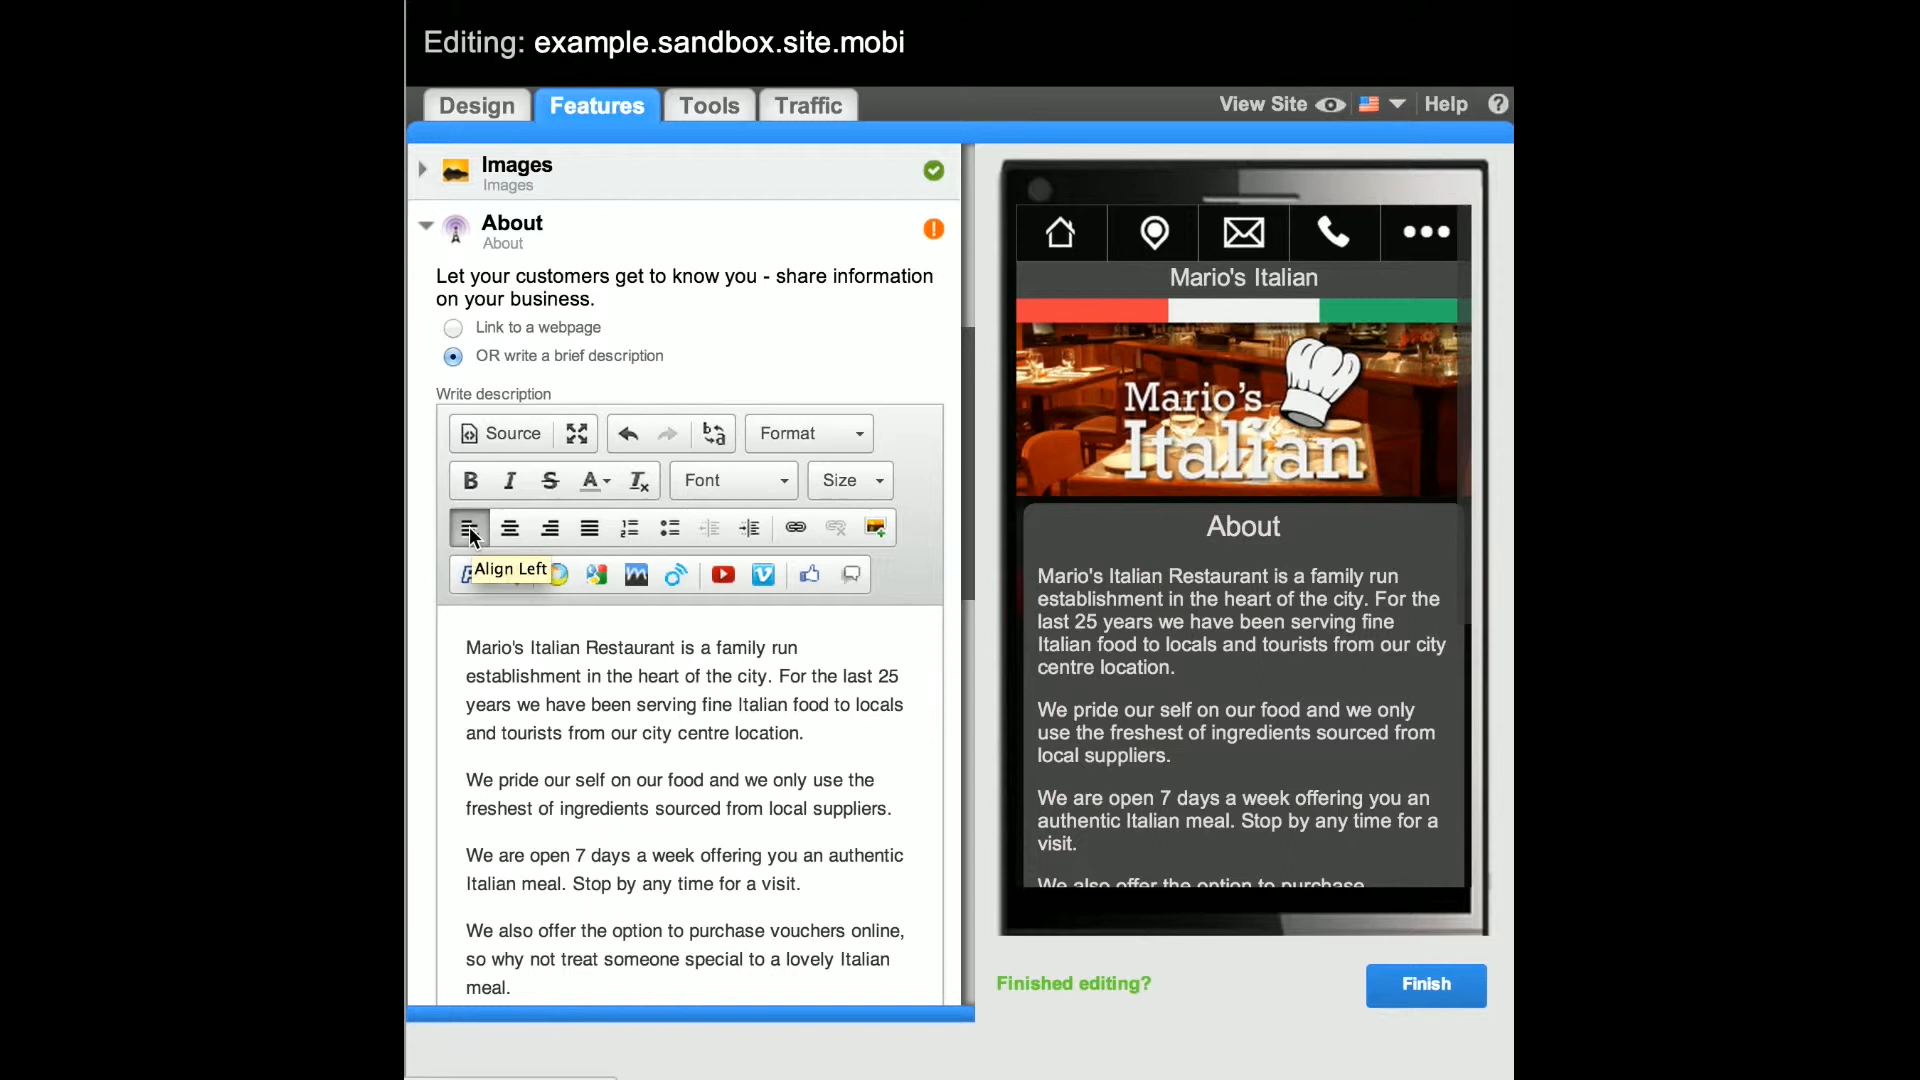 Editing: example.sandbox.site.mobi
Design Features Tools Traffic View Site Help ?
Images
Images
About
About
Let your customers get to know you - share information
on your business.
Link to a webpage
OR write a brief description
Write description
Source Format
B I S A Tx Font Size
Align Left
Mario's Italian Restaurant is a family run
establishment in the heart of the city. For the last 25
years we have been serving fine Italian food to locals
and tourists from our city centre location.
We pride our self on our food and we only use the
freshest of ingredients sourced from local suppliers.
We are open 7 days a week offering you an authentic
Italian meal. Stop by any time for a visit.
We also offer the option to purchase vouchers online,
so why not treat someone special to a lovely Italian
meal.
Mario's Italian
Mario's
Italian
About
Mario's Italian Restaurant is a family run
establishment in the heart of the city. For the
last 25 years we have been serving fine
Italian food to locals and tourists from our city
centre location.
We pride our self on our food and we only
use the freshest of ingredients sourced from
local suppliers.
We are open 7 days a week offering you an
authentic Italian meal. Stop by any time for a
visit.
We also offer the option to purchase
Finished editing?
Finish